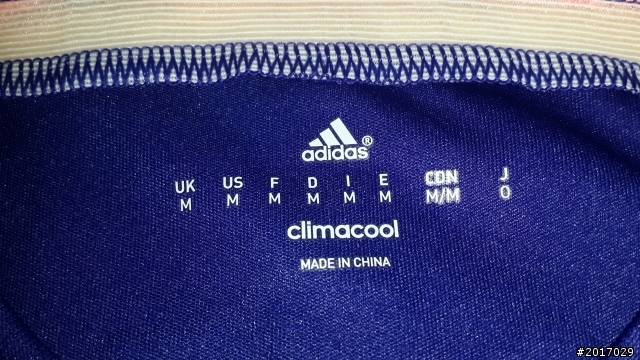 adidas®
UK US F D I E CDN J
M M M M M M M/M O
climacool
MADE IN CHINA
#2017029